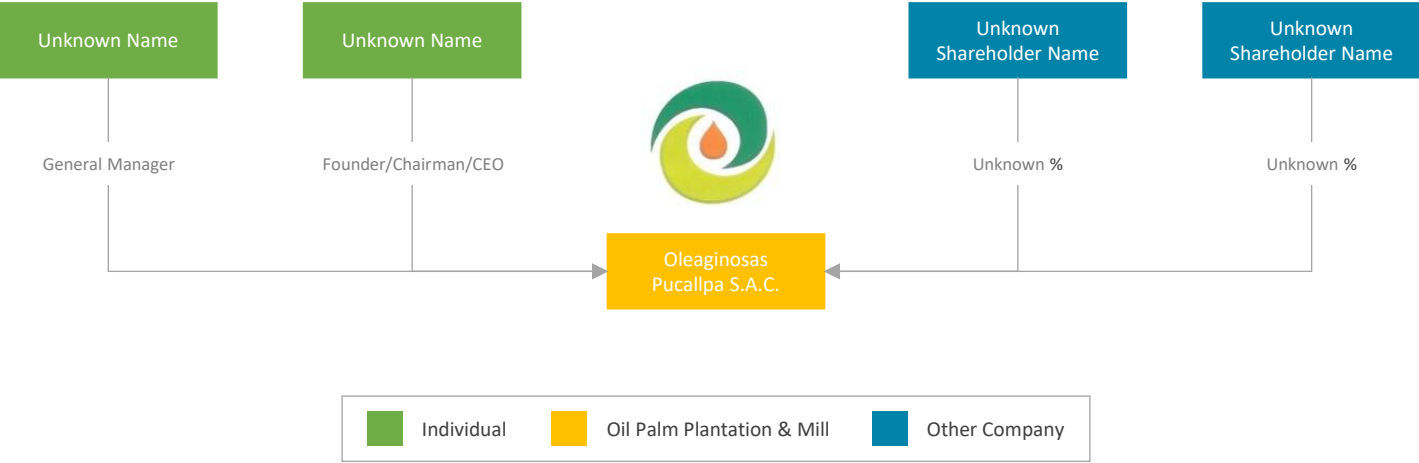 Unknown Name
Unknown Name
Unknown
Shareholder Name
Unknown
Shareholder Name
General Manager
Founder/Chairman/CEO
Unknown %
Unknown %
Oleaginosas
Pucallpa S.A.C.
Individual
Oil Palm Plantation & Mill
Other Company